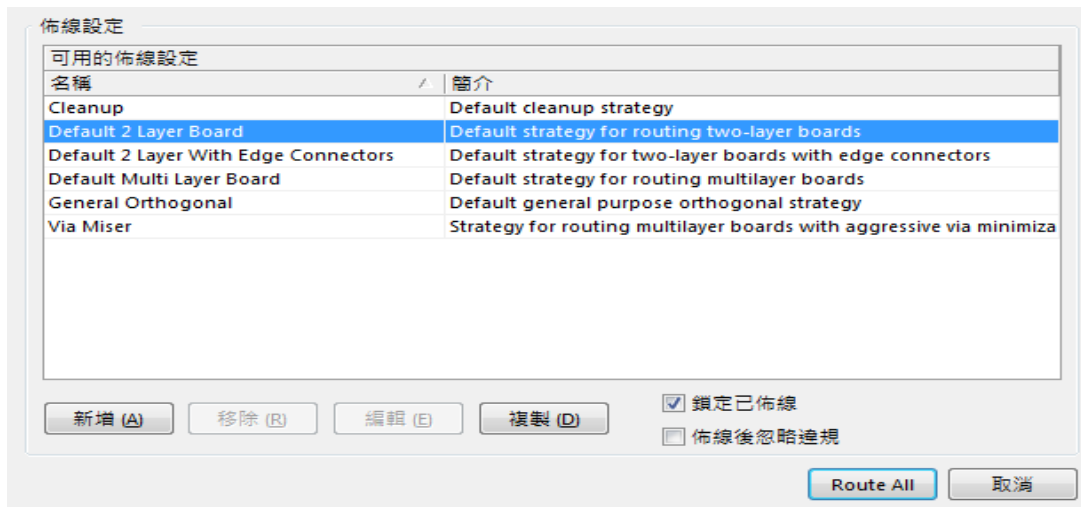 佈線設定
可用的佈線設定
名稱 簡介
Cleanup Default cleanup strategy
Default 2 Layer Board Default strategy for routing two-layer boards
Default 2 Layer With Edge Connectors Default strategy for two-layer boards with edge connectors
Default Multi Layer Board Default strategy for routing multilayer boards
General Orthogonal Default general purpose orthogonal strategy
Via Miser Strategy for routing multilayer boards with aggressive via minimiza
新增 (A) 移除 (R) 編輯 (E) 複製 (D) 鎖定已佈線
佈線後忽略違規
Route All 取消